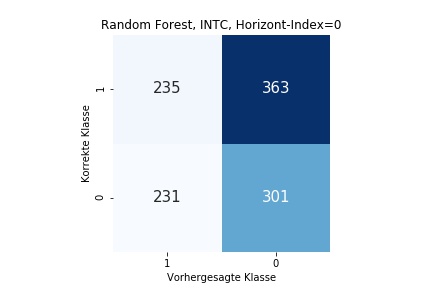 Random Forest, INTC, Horizont-Index=0
Korrekte Klasse
1
235
363
0
231
301
1
0
Vorhergesagte Klasse